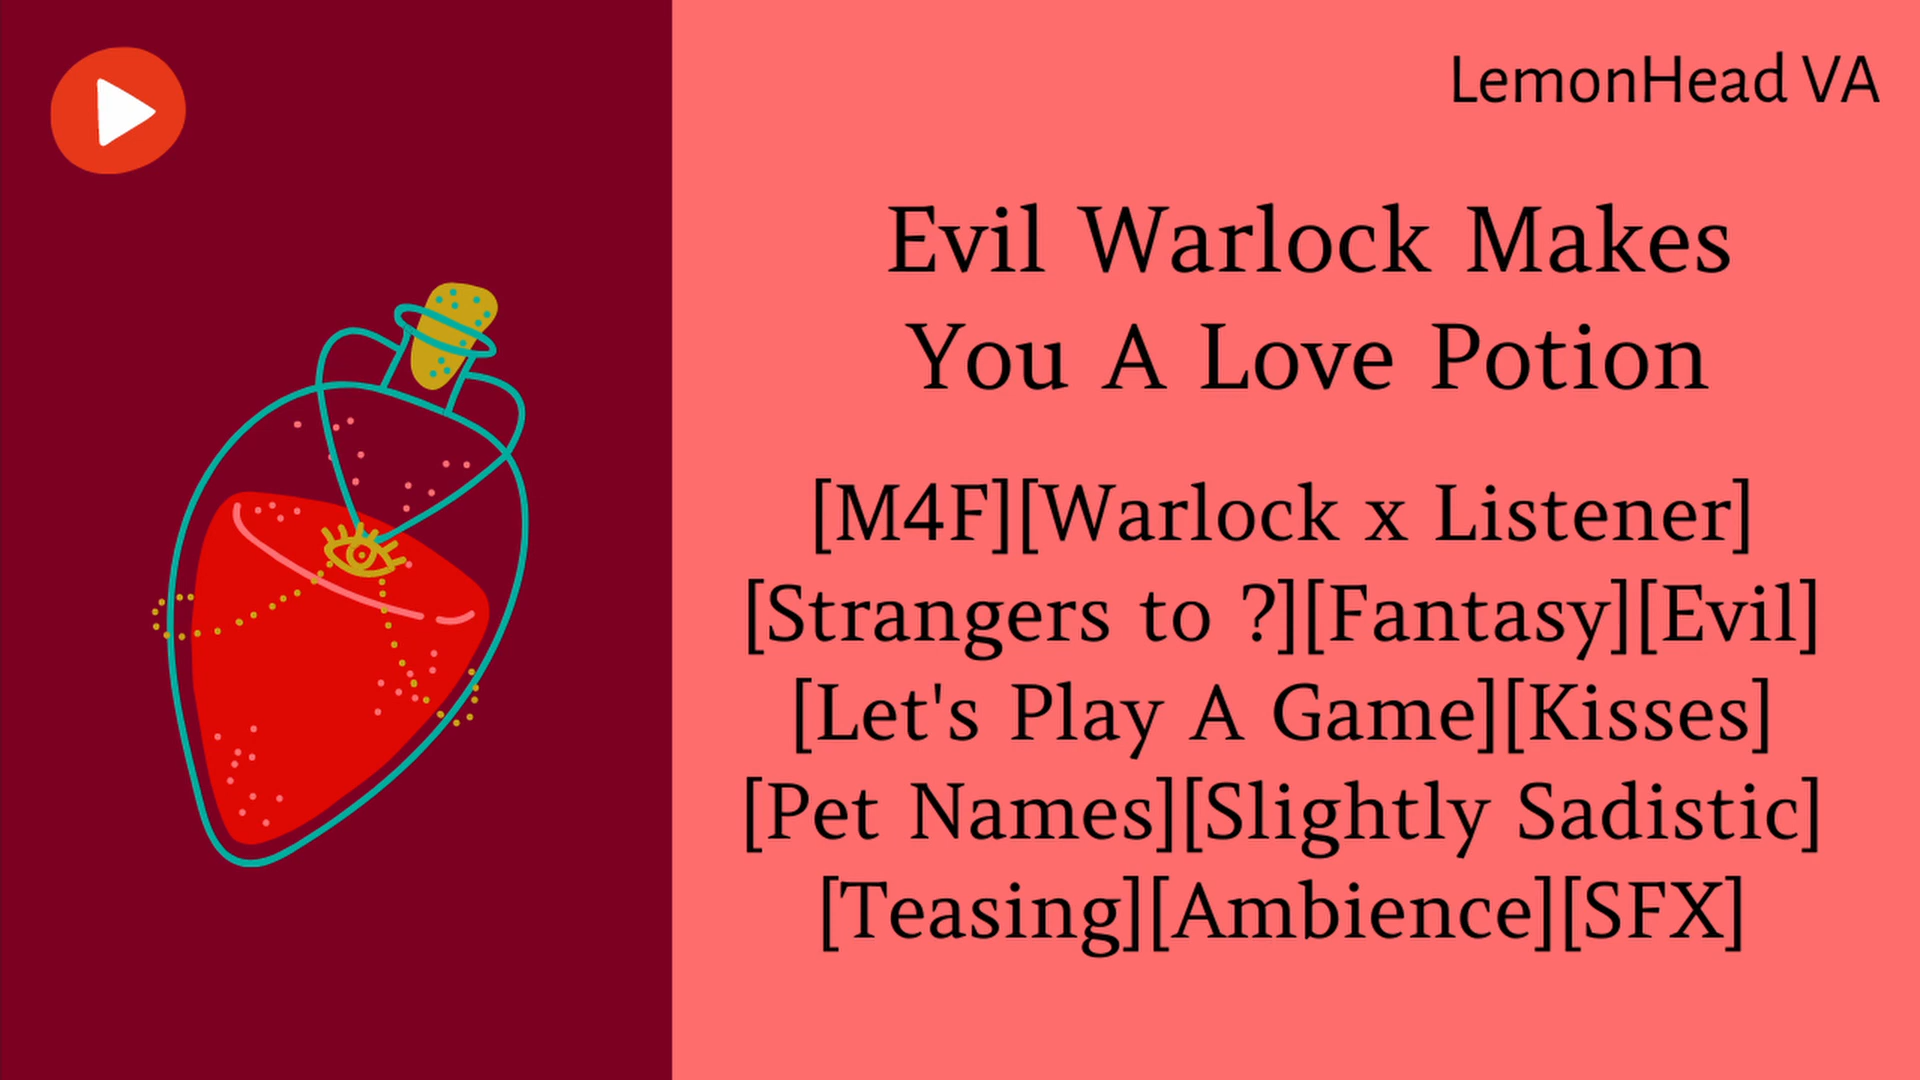 LemonHead VA
Evil Warlock Makes
You A Love Potion
[M4F][Warlock x Listener]
[Strangers to ?][Fantasy][Evil]
[Let's Play A Game][Kisses]
[Pet Names][Slightly Sadistic]
[Teasing][Ambience][SFX]